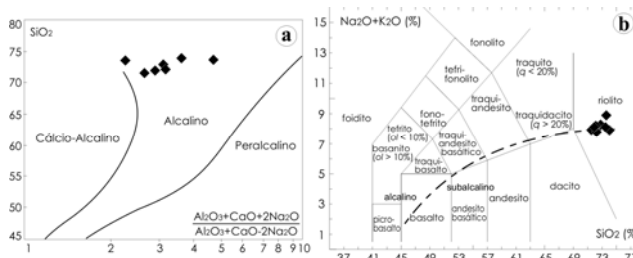 a
SiO₂
80
75
70
65
60
55
50
45
Cálcio-Alcalino
Alcalino
Peralcalino
Al₂O₃+CaO+2Na₂O
Al₂O₃+CaO-2Na₂O
1 2 3 4 5 6 7 8 9 10
b
Na₂O+K₂O (%)
15
13
11
9
7
5
3
1
fonolito
traquito
(q < 20%)
tefri-
fonolito
riolito
foidito
fono-
tefrito
traqui-
andesito
traquidacito
(q > 20%)
tefrito
(ol < 10%)
basanito
(ol > 10%)
traqui-
andesito
basáltico
traqui-
basalto
alcalino
subalcalino
dacito
picro-
basalto
basalto
andesito
basáltico
andesito
SiO₂ (%)
37 41 45 49 53 57 61 65 69 73